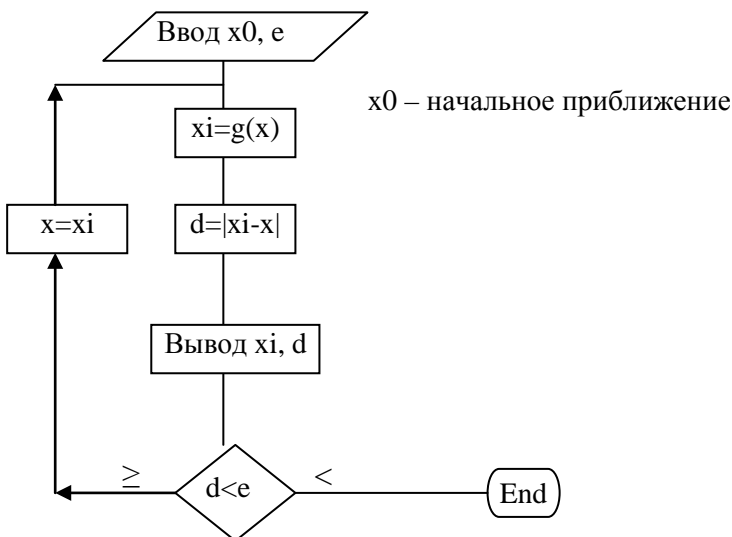 Ввод x0, e
x0 – начальное приближение
xi=g(x)
x=xi
d=|xi-x|
Вывод xi, d
≥
d<e
<
End